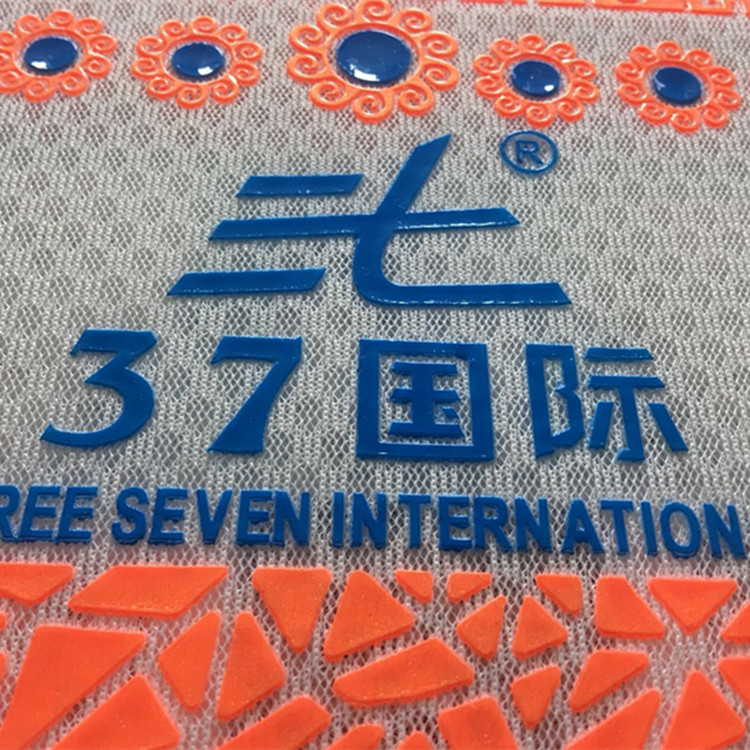 三七®
37国际
REE SEVEN INTERNATION